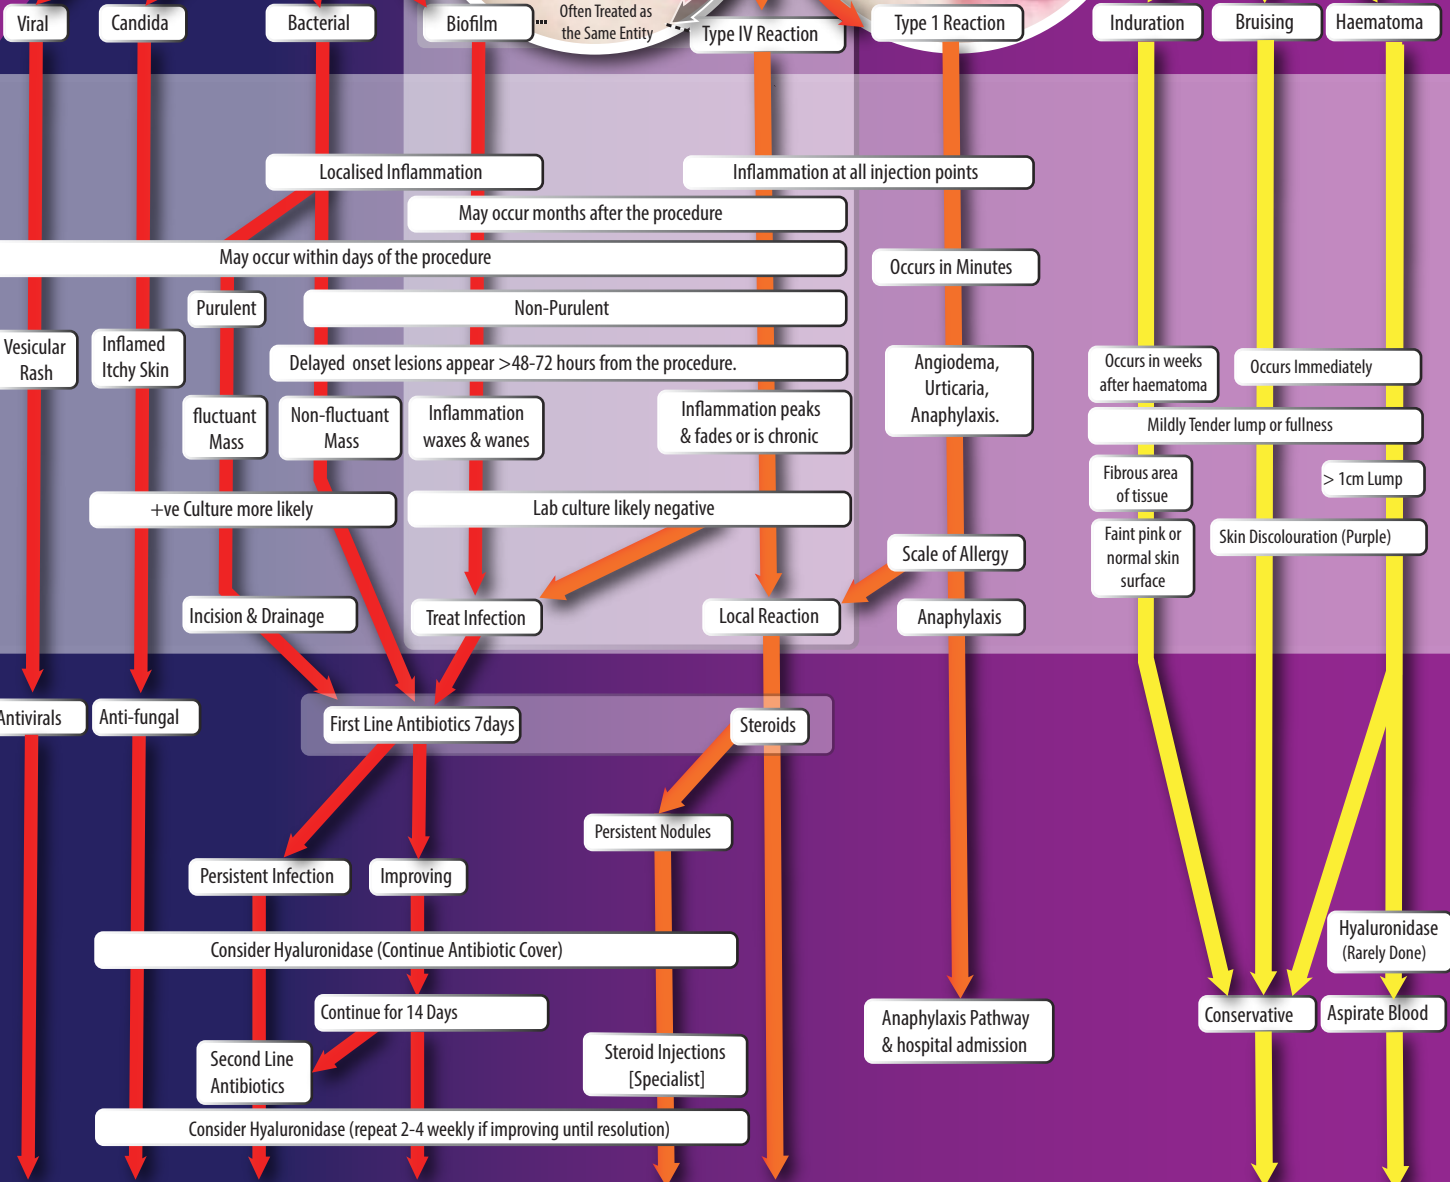 Viral
Candida
Bacterial
Biofilm
Often Treated as
the Same Entity
Type IV Reaction
Type 1 Reaction
Induration
Bruising
Haematoma
Localised Inflammation
Inflammation at all injection points
May occur months after the procedure
May occur within days of the procedure
Occurs in Minutes
Purulent
Non-Purulent
Vesicular
Rash
Inflamed
Itchy Skin
Delayed onset lesions appear >48-72 hours from the procedure.
Angiodema,
Urticaria,
Anaphylaxis.
Occurs in weeks
after haematoma
Occurs Immediately
fluctuant
Mass
Non-fluctuant
Mass
Inflammation
waxes & wanes
Inflammation peaks
& fades or is chronic
Mildly Tender lump or fullness
Fibrous area
of tissue
> 1cm Lump
+ve Culture more likely
Lab culture likely negative
Faint pink or
normal skin
surface
Skin Discolouration (Purple)
Scale of Allergy
Incision & Drainage
Treat Infection
Local Reaction
Anaphylaxis
Antivirals
Anti-fungal
First Line Antibiotics 7days
Steroids
Persistent Nodules
Persistent Infection
Improving
Consider Hyaluronidase (Continue Antibiotic Cover)
Hyaluronidase
(Rarely Done)
Continue for 14 Days
Anaphylaxis Pathway
& hospital admission
Conservative
Aspirate Blood
Second Line
Antibiotics
Steroid Injections
[Specialist]
Consider Hyaluronidase (repeat 2-4 weekly if improving until resolution)